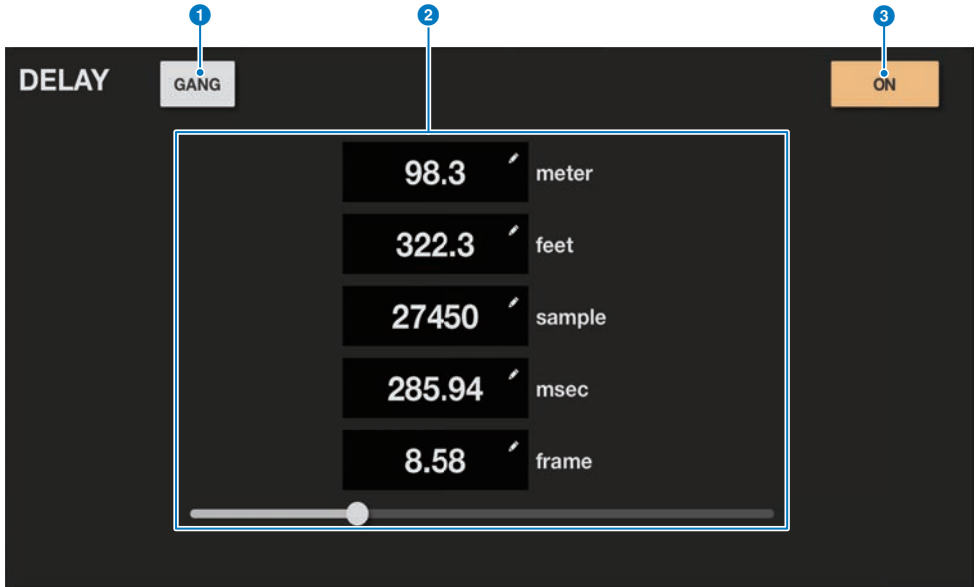 1 2 3
DELAY GANG ON
98.3 meter
322.3 feet
27450 sample
285.94 msec
8.58 frame